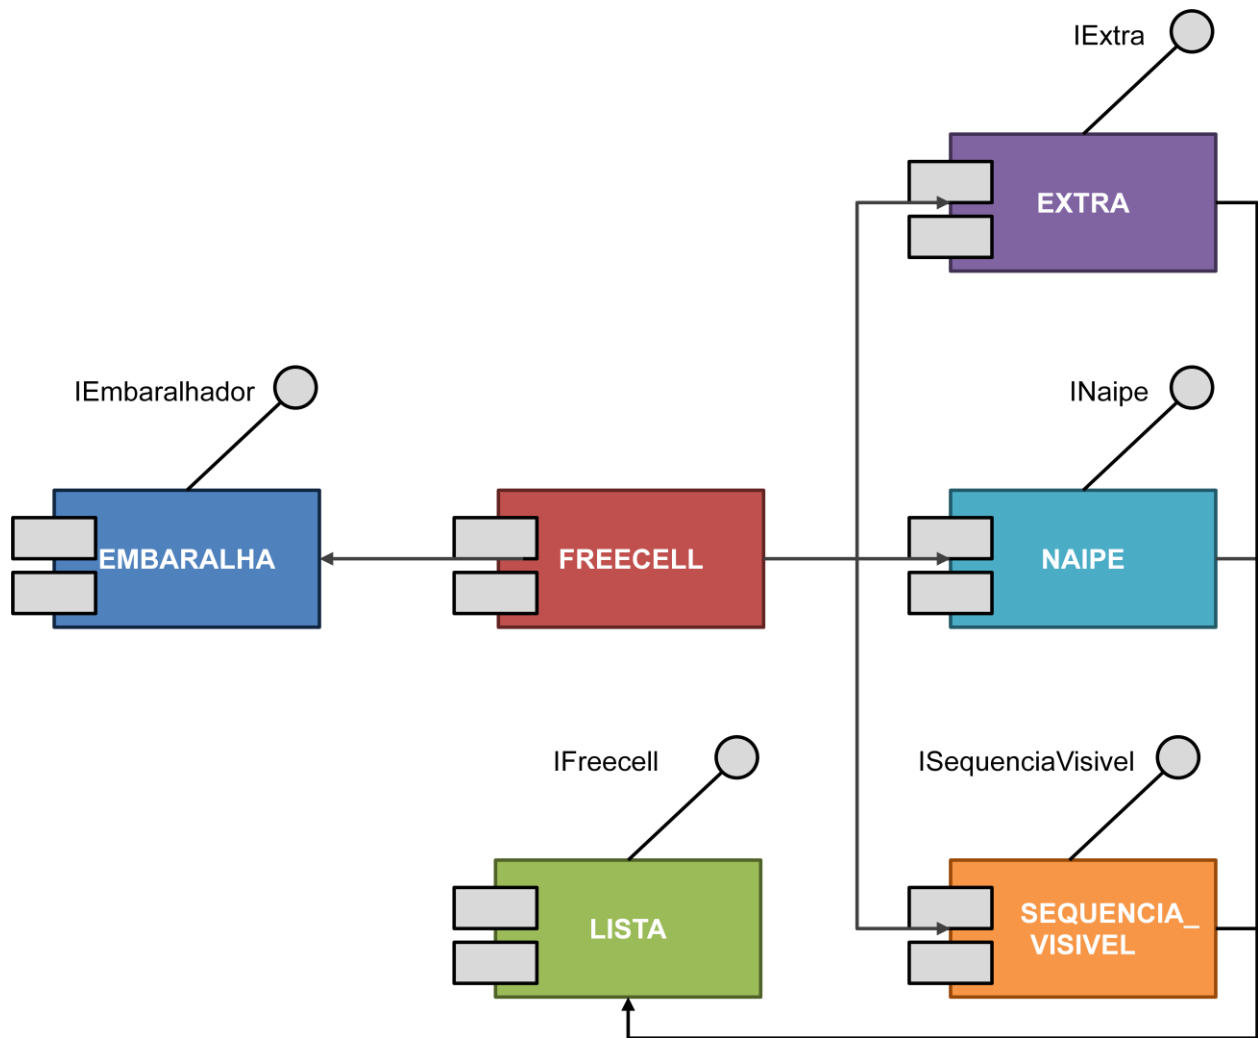 IExtra
EXTRA
IEmbaralhador
INaipe
EMBARALHA
FREECELL
NAIPE
IFreecell
ISequenciaVisivel
LISTA
SEQUENCIA_
VISIVEL